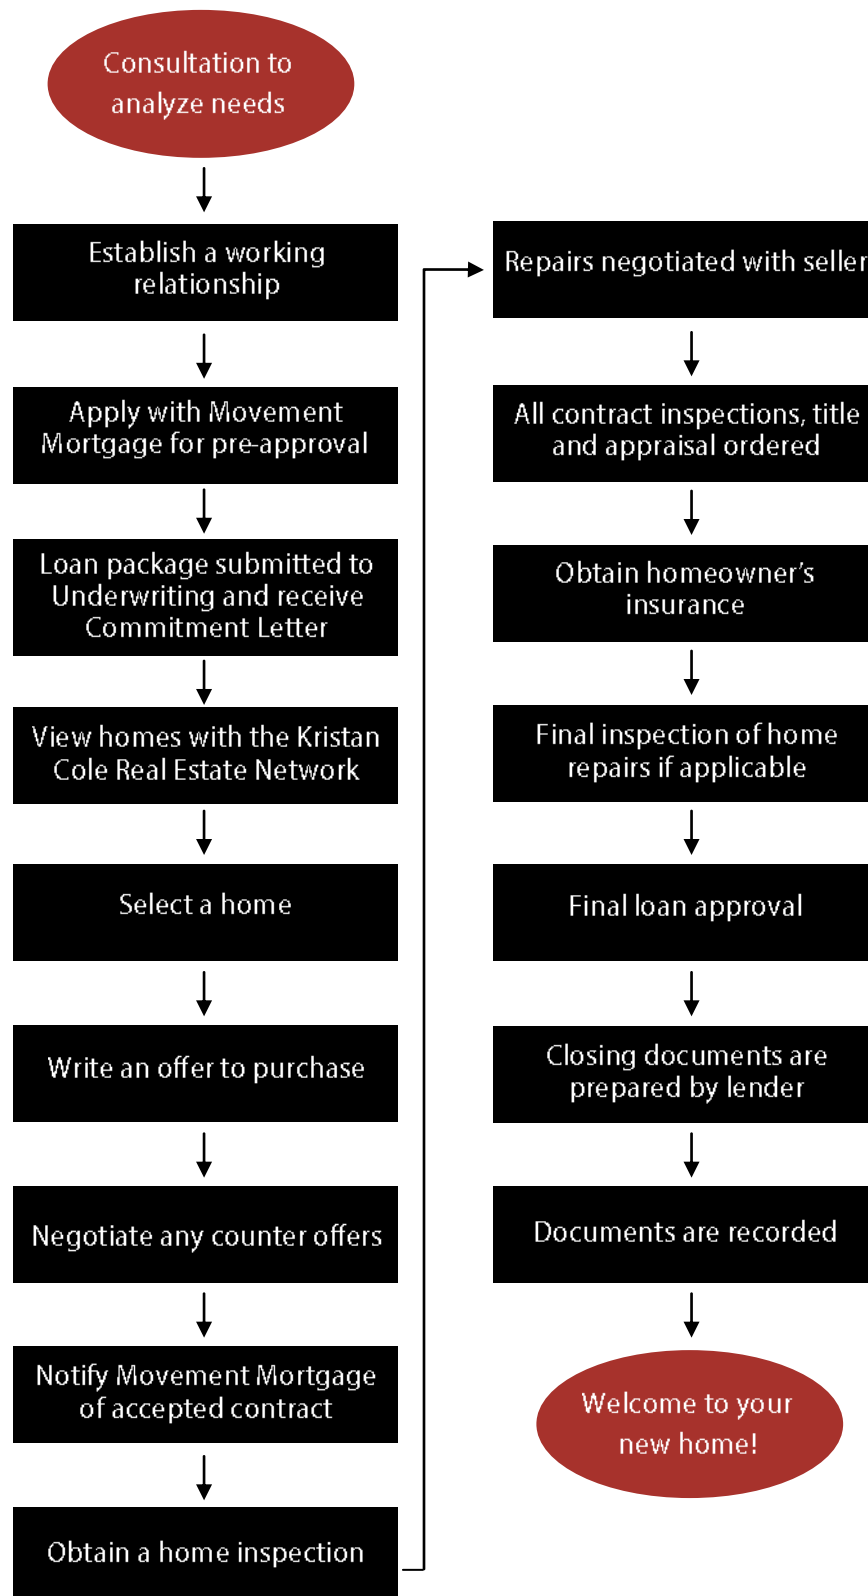 Consultation to
analyze needs
Establish a working
relationship
Apply with Movement
Mortgage for pre-approval
Loan package submitted to
Underwriting and receive
Commitment Letter
View homes with the Kristan
Cole Real Estate Network
Select a home
Write an offer to purchase
Negotiate any counter offers
Notify Movement Mortgage
of accepted contract
Obtain a home inspection
Repairs negotiated with seller
All contract inspections, title
and appraisal ordered
Obtain homeowner’s
insurance
Final inspection of home
repairs if applicable
Final loan approval
Closing documents are
prepared by lender
Documents are recorded
Welcome to your
new home!